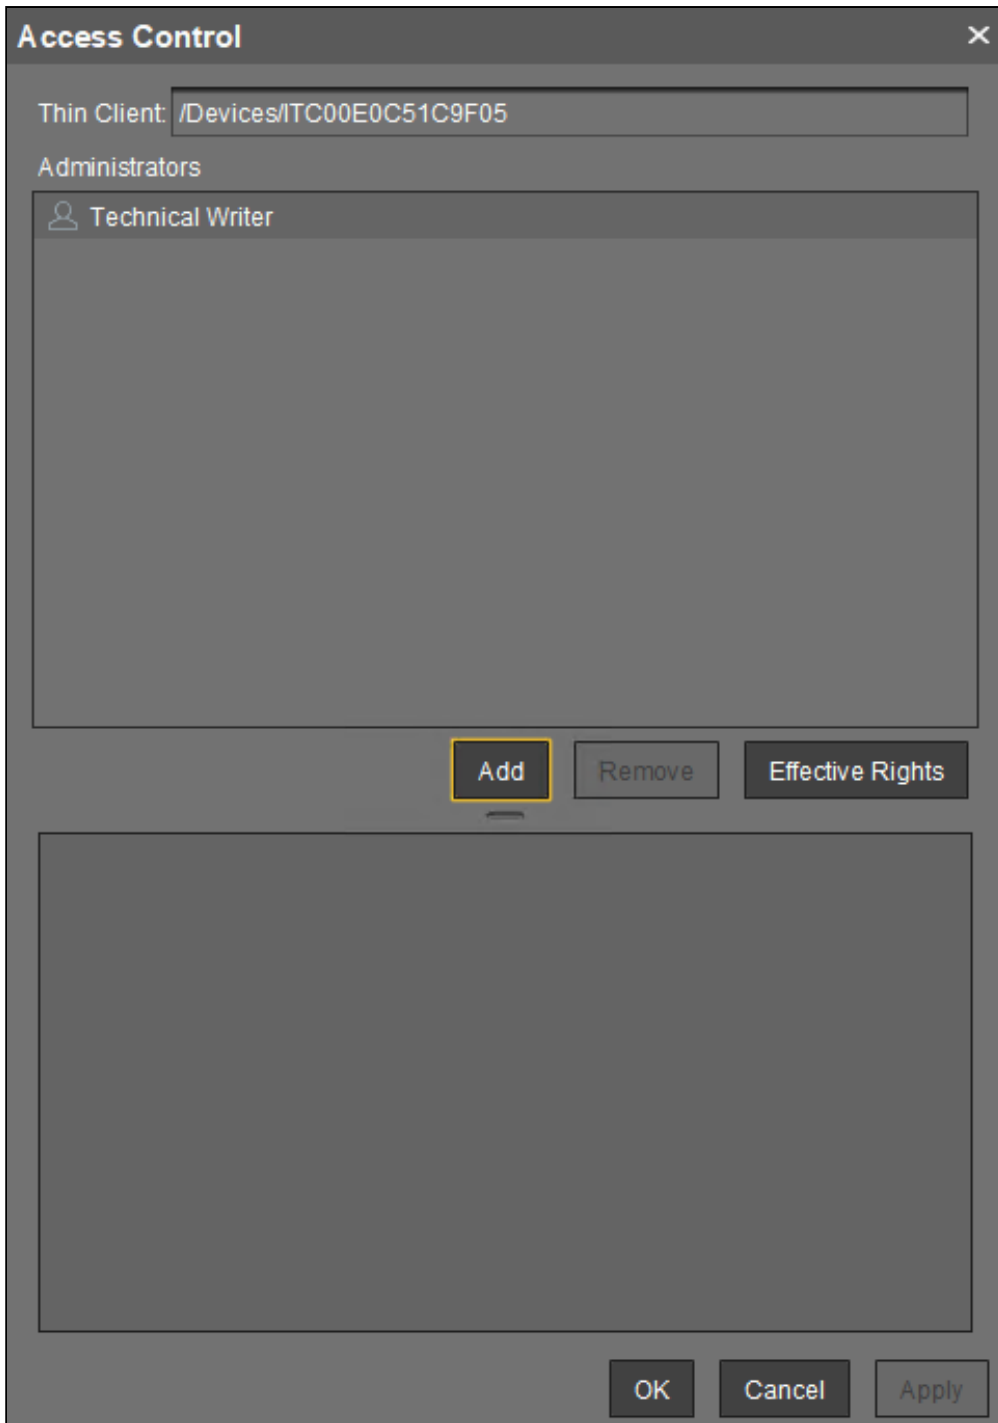 Access Control
Thin Client: /Devices/ITC00E0C51C9F05
Administrators
Technical Writer
Add Remove Effective Rights
OK Cancel Apply